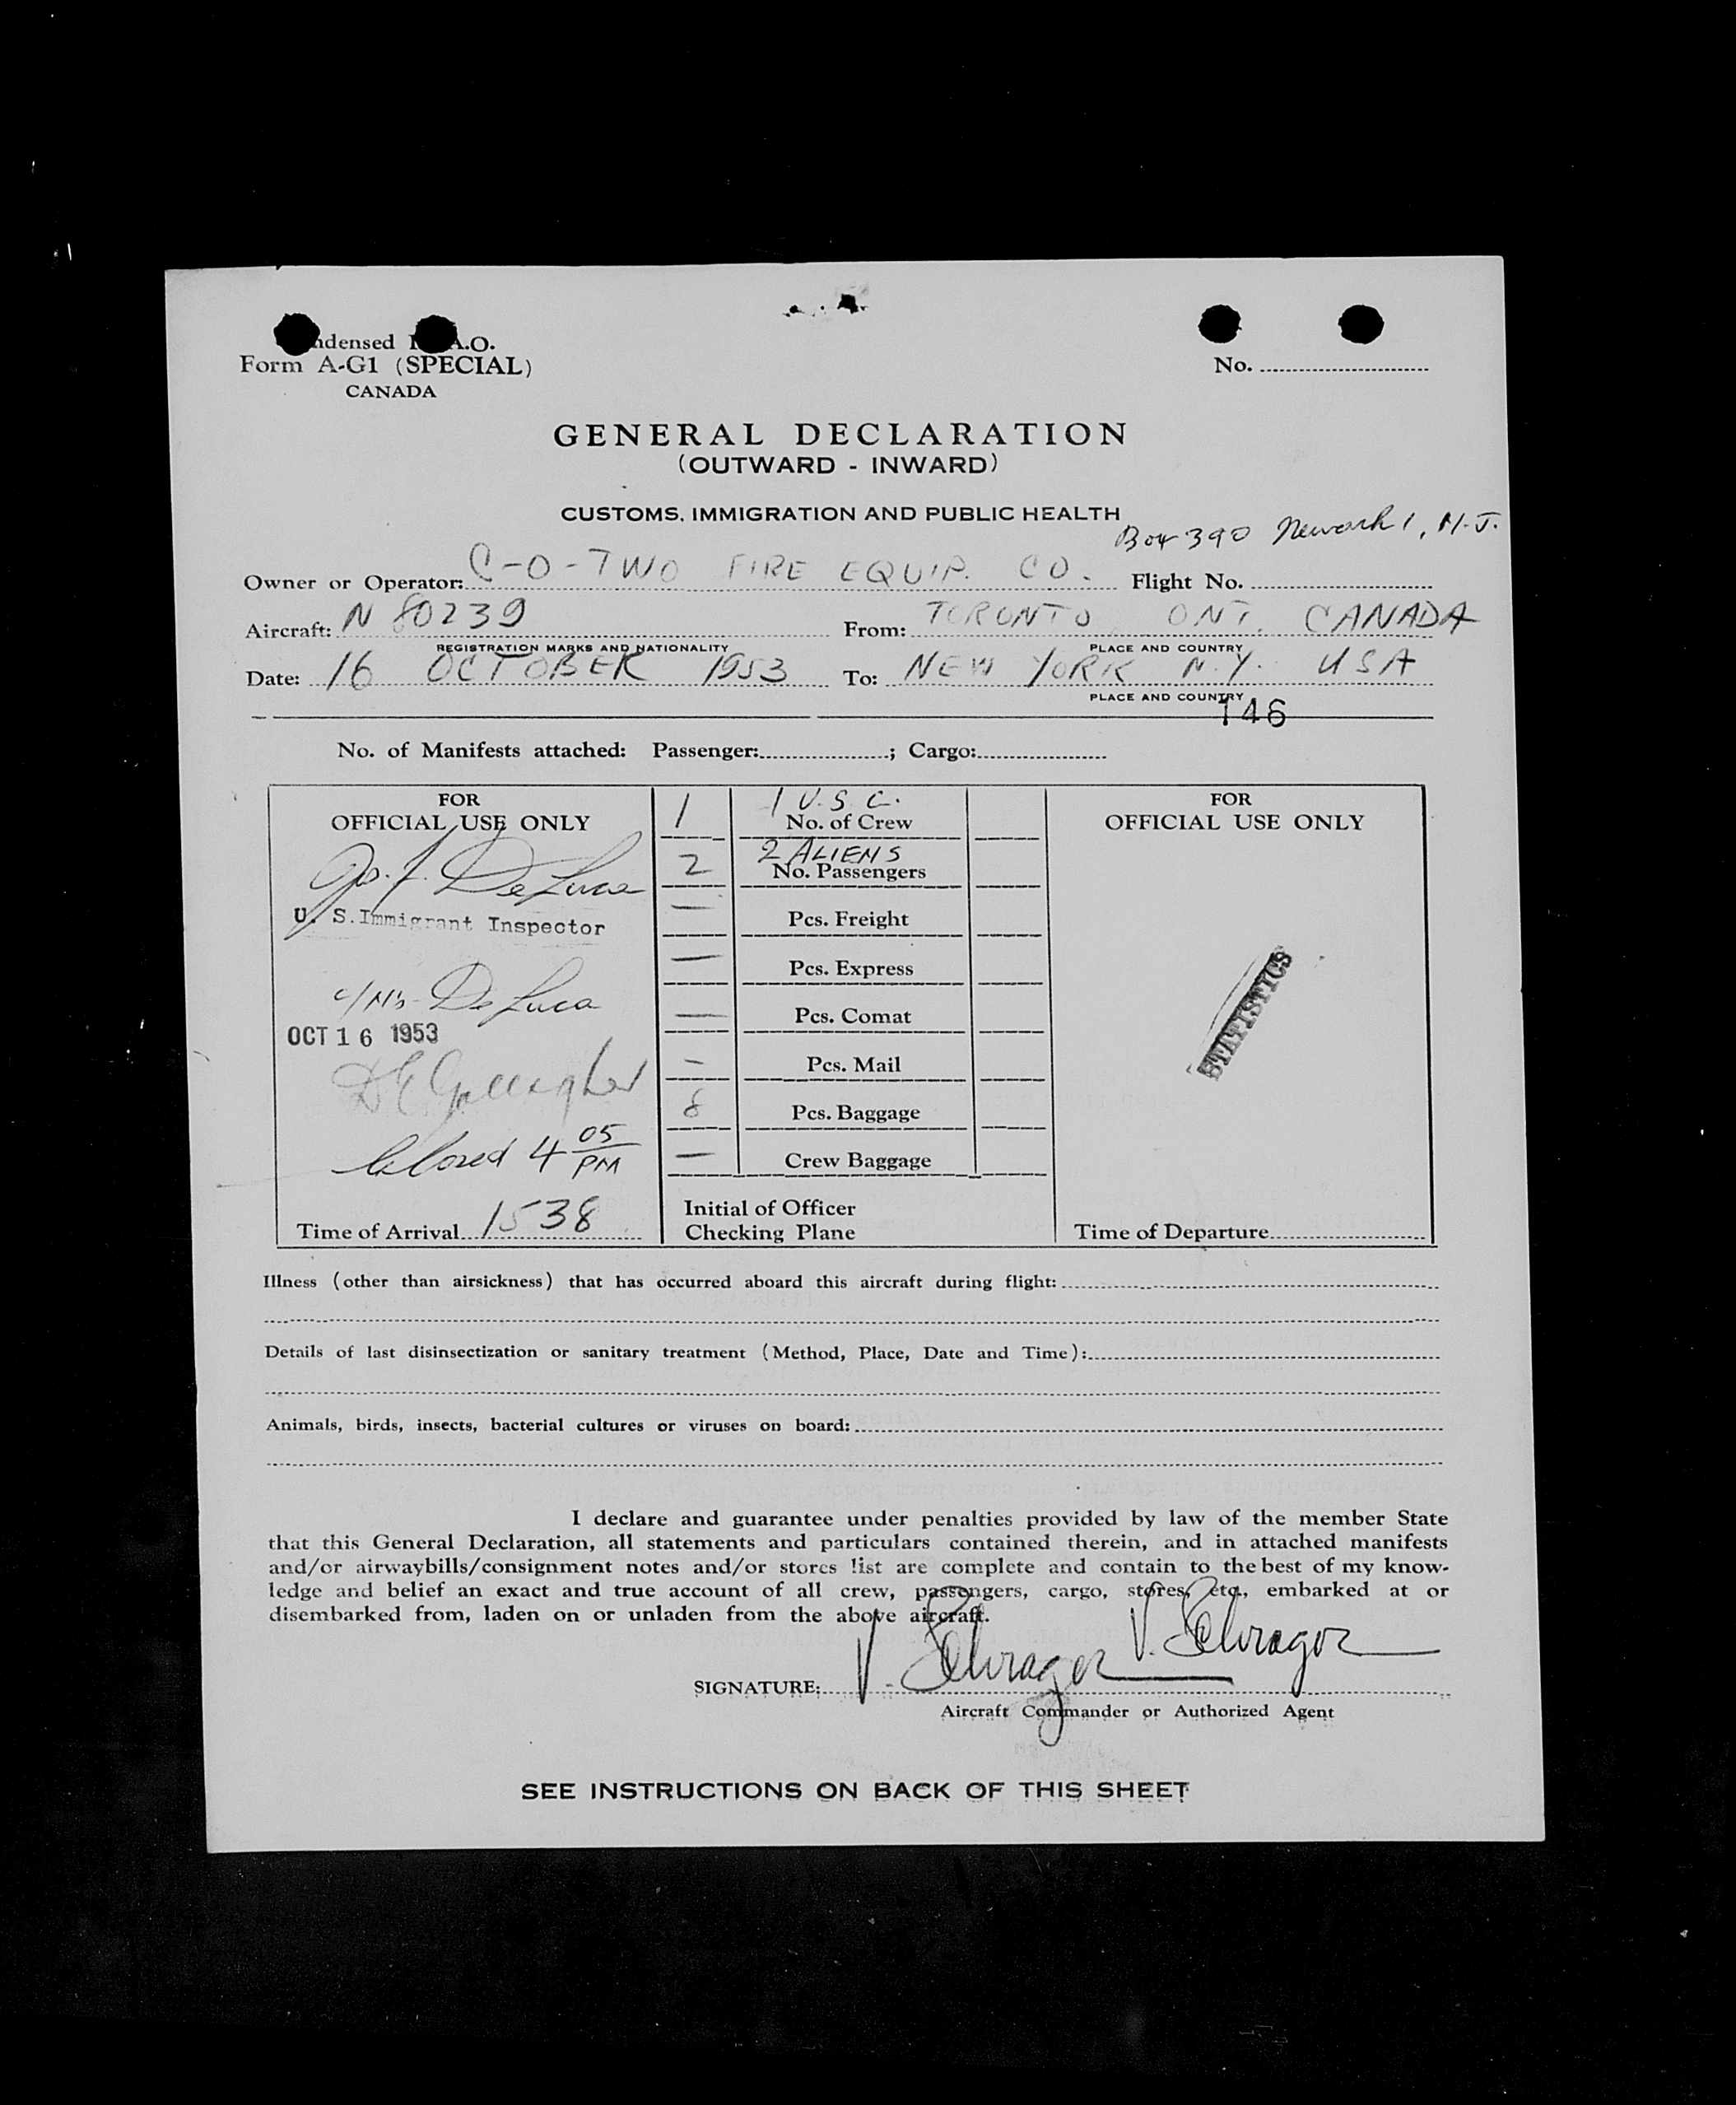 Condensed I.C.A.O.
Form A-G1 (SPECIAL)
CANADA
No.
GENERAL DECLARATION
(OUTWARD - INWARD)
CUSTOMS, IMMIGRATION AND PUBLIC HEALTH
Box 390 Newark 1, N.J.
Owner or Operator: C-O-TWO FIRE EQUIP. CO. Flight No.
Aircraft: N 80239 From: TORONTO ONT. CANADA
REGISTRATION MARKS AND NATIONALITY PLACE AND COUNTRY
Date: 16 OCTOBER 1953 To: NEW YORK N.Y. USA
PLACE AND COUNTRY
146
No. of Manifests attached: Passenger: ; Cargo:
FOR
OFFICIAL USE ONLY
De Luca
U. S. Immigrant Inspector
De Luca
OCT 16 1953
D E Gallagher
Closed 4 05 PM
Time of Arrival 1538
1 1 U.S.C.
No. of Crew
2 2 ALIENS
No. Passengers
— Pcs. Freight
— Pcs. Express
— Pcs. Comat
— Pcs. Mail
8 Pcs. Baggage
— Crew Baggage
Initial of Officer
Checking Plane
FOR
OFFICIAL USE ONLY
STATISTICS
Time of Departure
Illness (other than airsickness) that has occurred aboard this aircraft during flight:
Details of last disinsectization or sanitary treatment (Method, Place, Date and Time):
Animals, birds, insects, bacterial cultures or viruses on board:
I declare and guarantee under penalties provided by law of the member State
that this General Declaration, all statements and particulars contained therein, and in attached manifests
and/or airwaybills/consignment notes and/or stores list are complete and contain to the best of my know-
ledge and belief an exact and true account of all crew, passengers, cargo, stores, etc., embarked at or
disembarked from, laden on or unladen from the above aircraft.
SIGNATURE: V. Schrager V. Schrager
Aircraft Commander or Authorized Agent
SEE INSTRUCTIONS ON BACK OF THIS SHEET